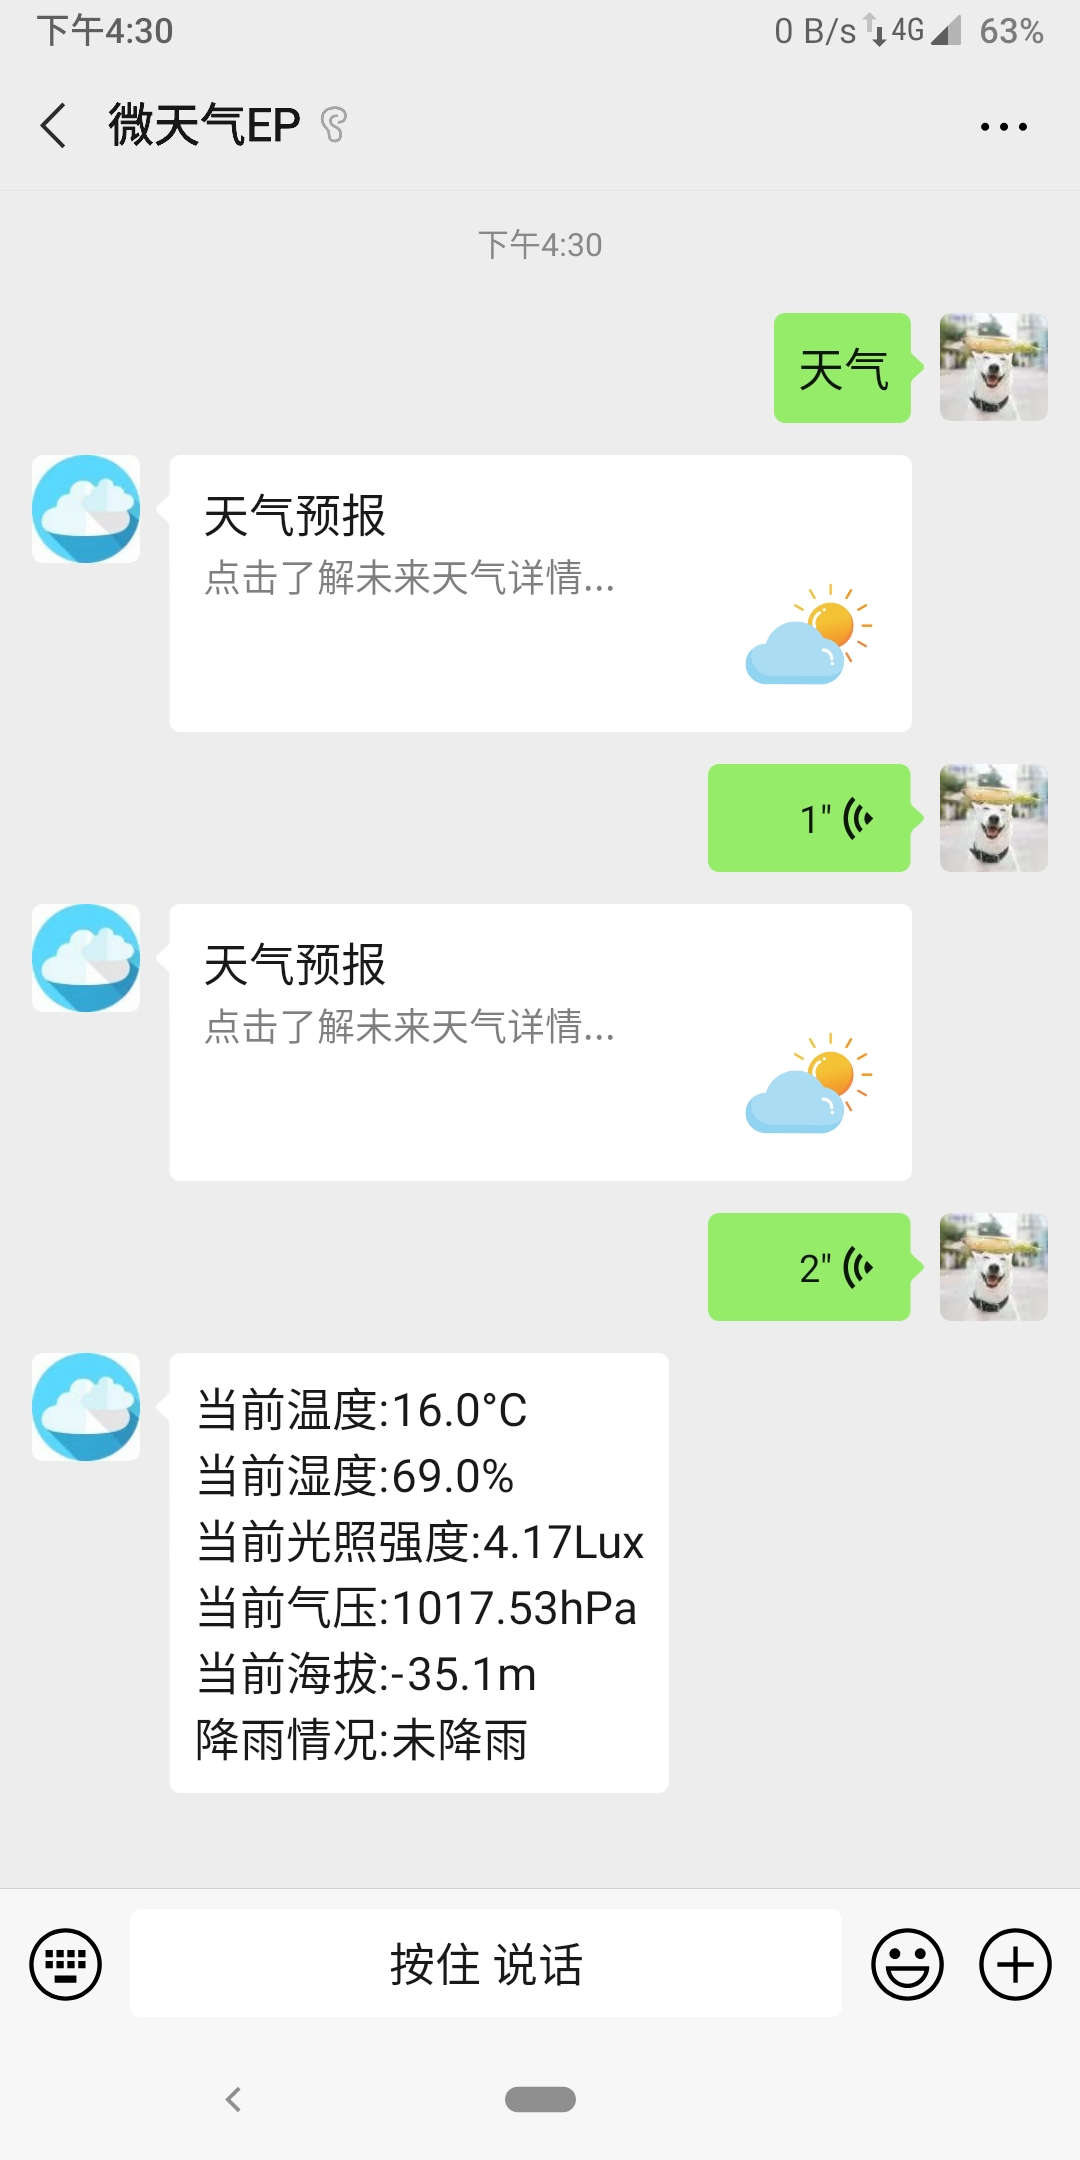 下午4:30
0 B/s 4G 63%
微天气EP
下午4:30
天气
天气预报
点击了解未来天气详情...
1"
天气预报
点击了解未来天气详情...
2"
当前温度:16.0°C
当前湿度:69.0%
当前光照强度:4.17Lux
当前气压:1017.53hPa
当前海拔:-35.1m
降雨情况:未降雨
按住 说话